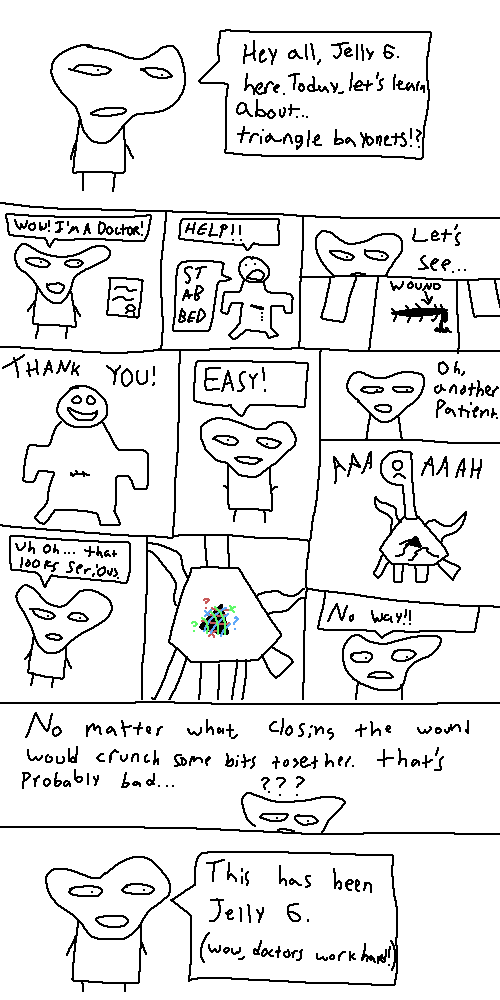 Hey all, Jelly G.
here. Today, let's learn
about...
triangle bayonets!?
WOW! I'M A DOCTOR!
HELP!!
ST
AB
BED
Let's
see...
WOUND
THANK YOU!
EASY!
Oh,
another
Patient.
AAA AAAH
Uh oh... that
looks serious.
? ? ? ?
No way!!
No matter what closing the wound
would crunch some bits together. that's
Probably bad...
???
This has been
Jelly G.
(wow, doctors work hard!!)